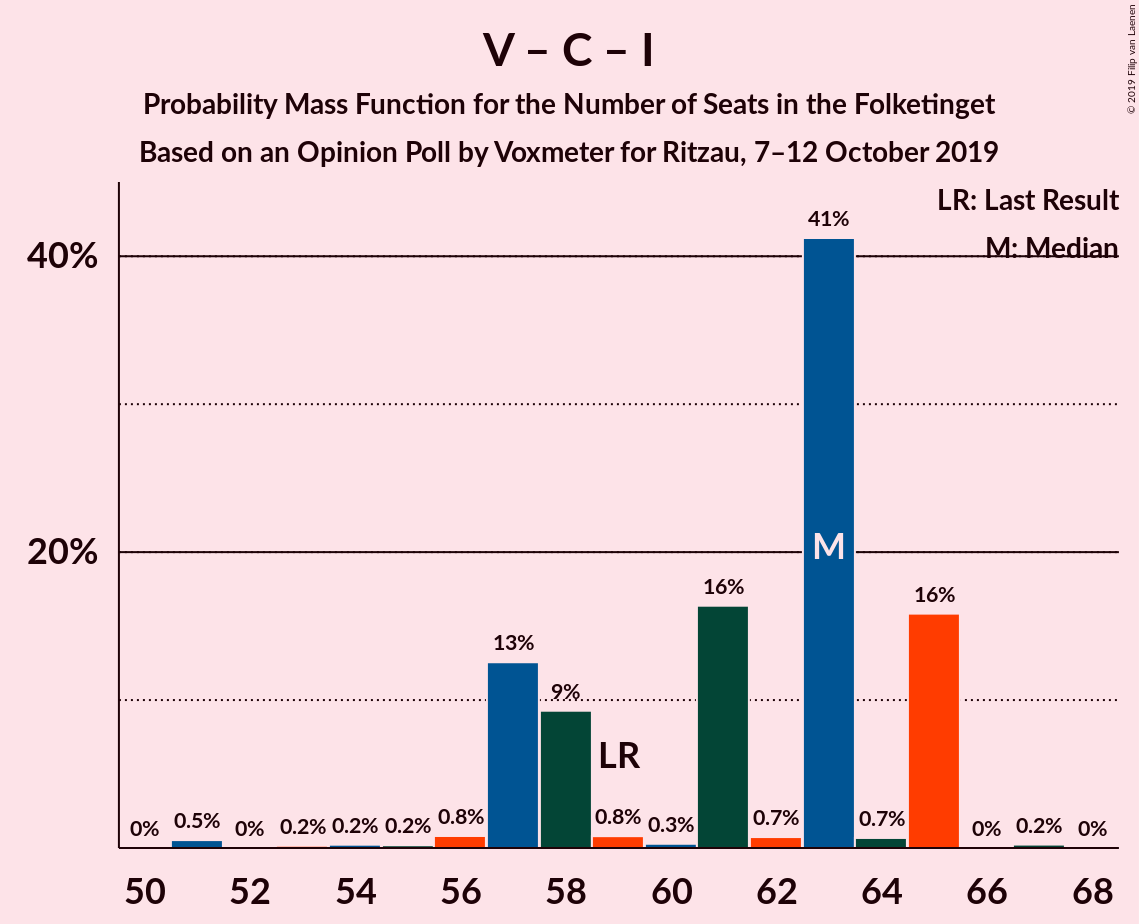 V – C – I
Probability Mass Function for the Number of Seats in the Folketinget
Based on an Opinion Poll by Voxmeter for Ritzau, 7–12 October 2019
© 2019 Filip van Laenen
LR: Last Result
M: Median
40%
20%
0%
0.5%
0%
0.2%
0.2%
0.2%
0.8%
13%
9%
LR
0.8%
0.3%
16%
0.7%
41%
M
0.7%
16%
0%
0.2%
0%
50 52 54 56 58 60 62 64 66 68